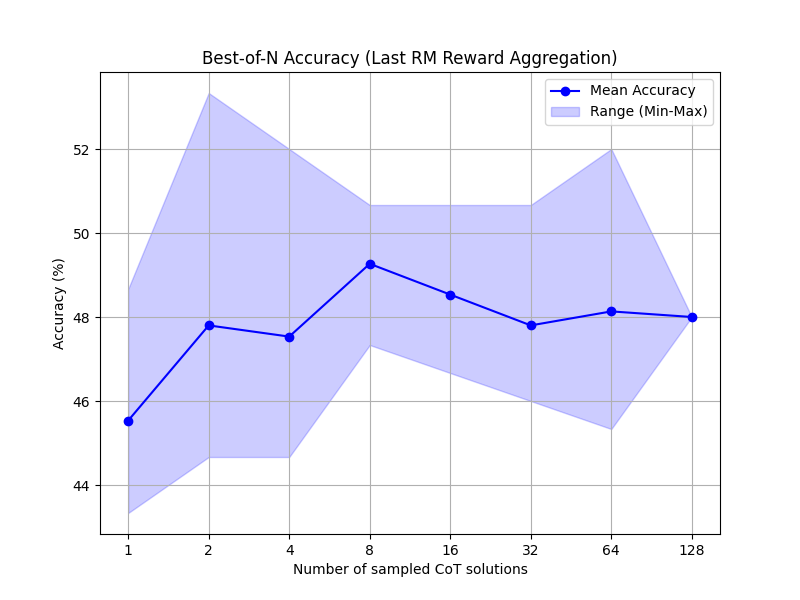 Best-of-N Accuracy (Last RM Reward Aggregation)
Mean Accuracy
Range (Min-Max)
Accuracy (%)
52
50
48
46
44
1 2 4 8 16 32 64 128
Number of sampled CoT solutions